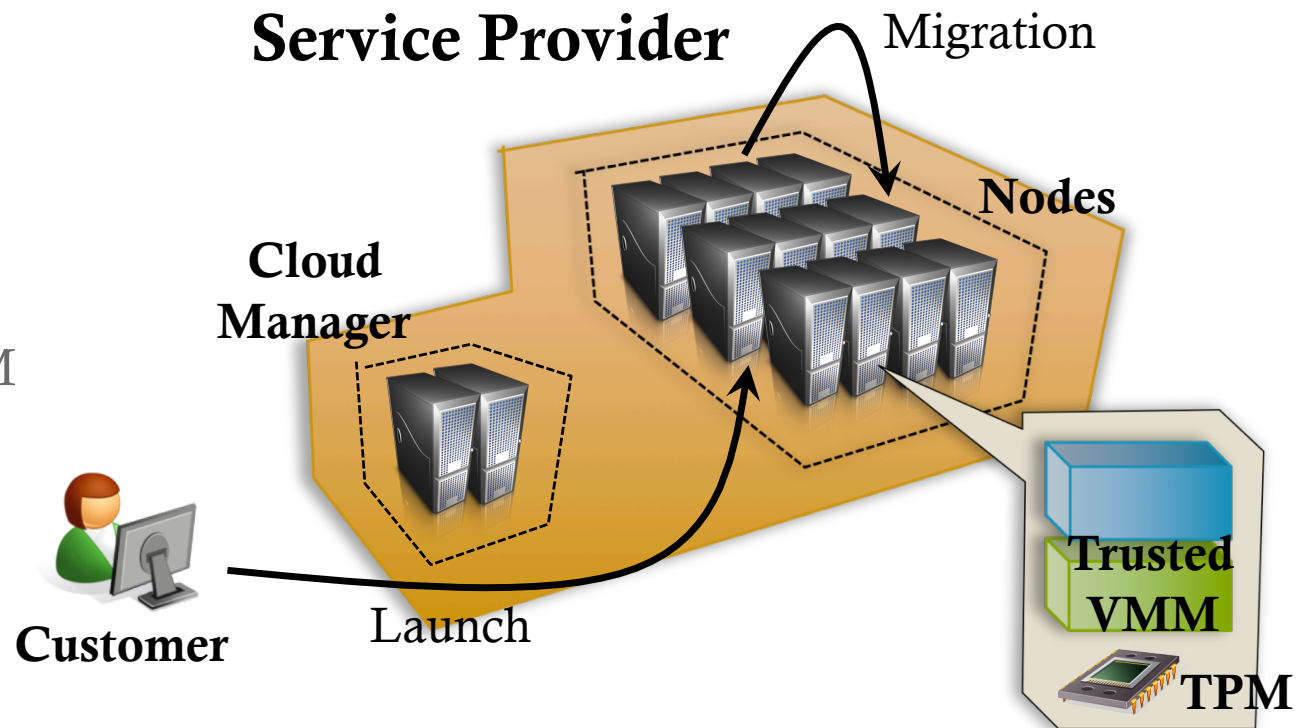 Service Provider
Migration
Nodes
Cloud
Manager
M
Customer
Launch
Trusted
VMM
TPM